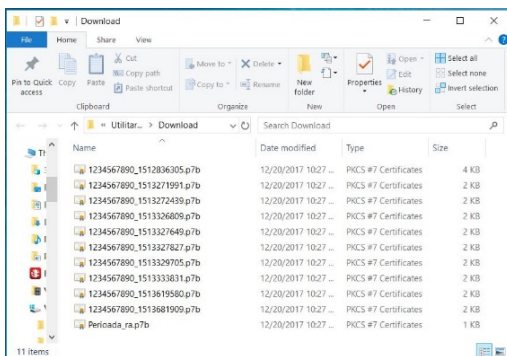 Download
File Home Share View
Pin to Quick access
Copy
Paste
Cut
Copy path
Paste shortcut
Move to
Copy to
Delete
Rename
New folder
Properties
Open
Edit
History
Select all
Select none
Invert selection
Clipboard Organize New Open Select
« Utilitar... > Download
Search Download
Name Date modified Type Size
1234567890_1512836305.p7b 12/20/2017 10:27 ... PKCS #7 Certificates 4 KB
1234567890_1513271991.p7b 12/20/2017 10:27 ... PKCS #7 Certificates 2 KB
1234567890_1513272439.p7b 12/20/2017 10:27 ... PKCS #7 Certificates 2 KB
1234567890_1513326809.p7b 12/20/2017 10:27 ... PKCS #7 Certificates 2 KB
1234567890_1513327649.p7b 12/20/2017 10:27 ... PKCS #7 Certificates 2 KB
1234567890_1513327827.p7b 12/20/2017 10:27 ... PKCS #7 Certificates 2 KB
1234567890_1513329705.p7b 12/20/2017 10:27 ... PKCS #7 Certificates 2 KB
1234567890_1513333831.p7b 12/20/2017 10:27 ... PKCS #7 Certificates 2 KB
1234567890_1513619580.p7b 12/20/2017 10:27 ... PKCS #7 Certificates 2 KB
1234567890_1513681909.p7b 12/20/2017 10:27 ... PKCS #7 Certificates 2 KB
Perioada_ra.p7b 12/20/2017 10:27 ... PKCS #7 Certificates 1 KB
11 items